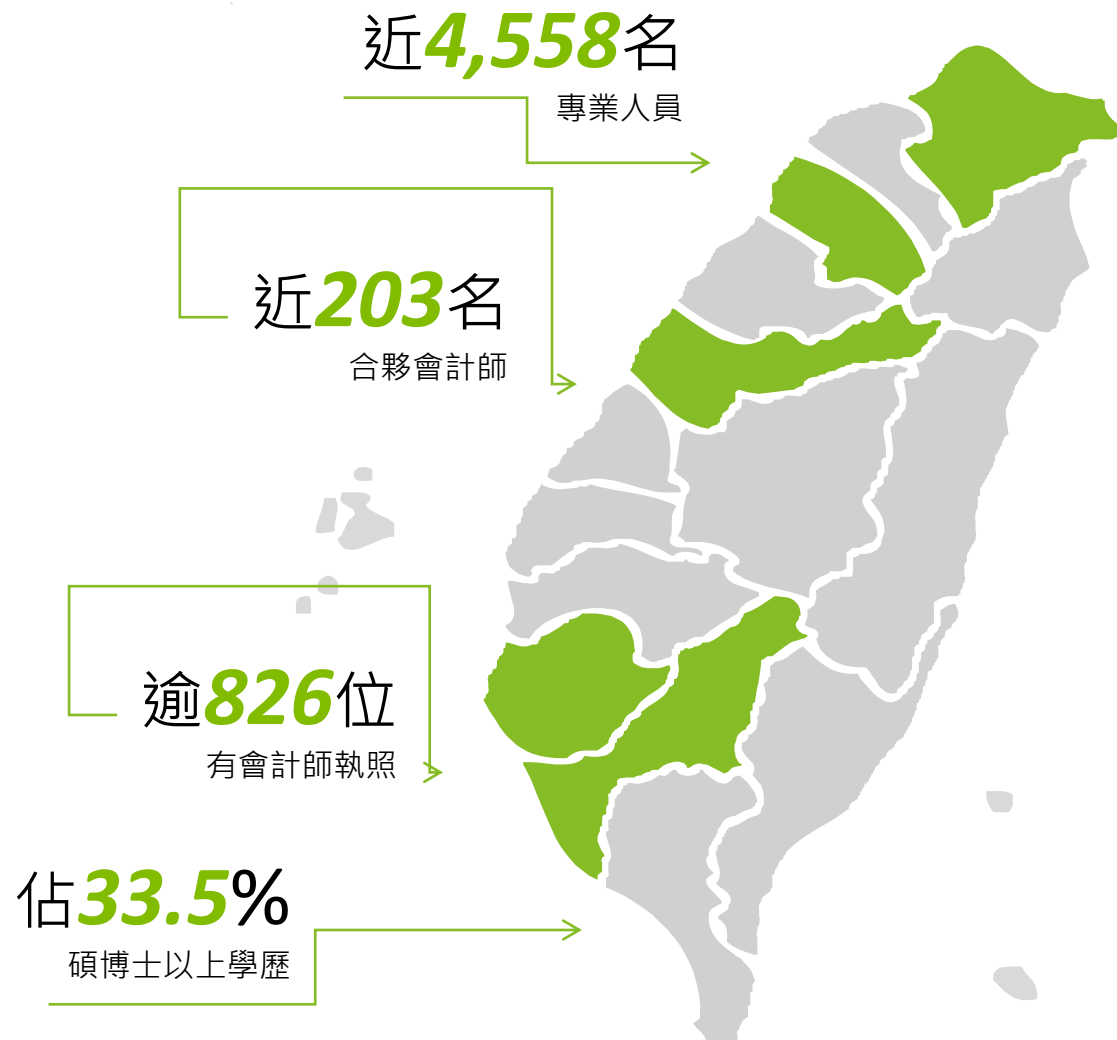 近4,558名
專業人員
近203名
合夥會計師
逾826位
有會計師執照
佔33.5%
碩博士以上學歷